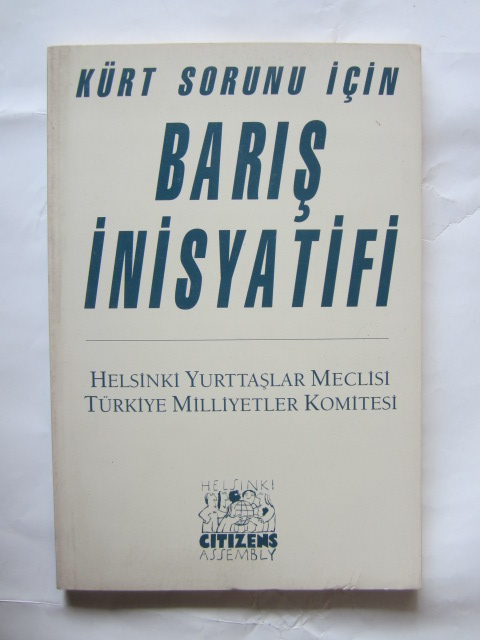 KÜRT SORUNU İÇİN
BARIŞ
İNİSYATİFİ
HELSİNKİ YURTTAŞLAR MECLİSİ
TÜRKİYE MİLLİYETLER KOMİTESİ
HELSINKI
CITIZENS
ASSEMBLY